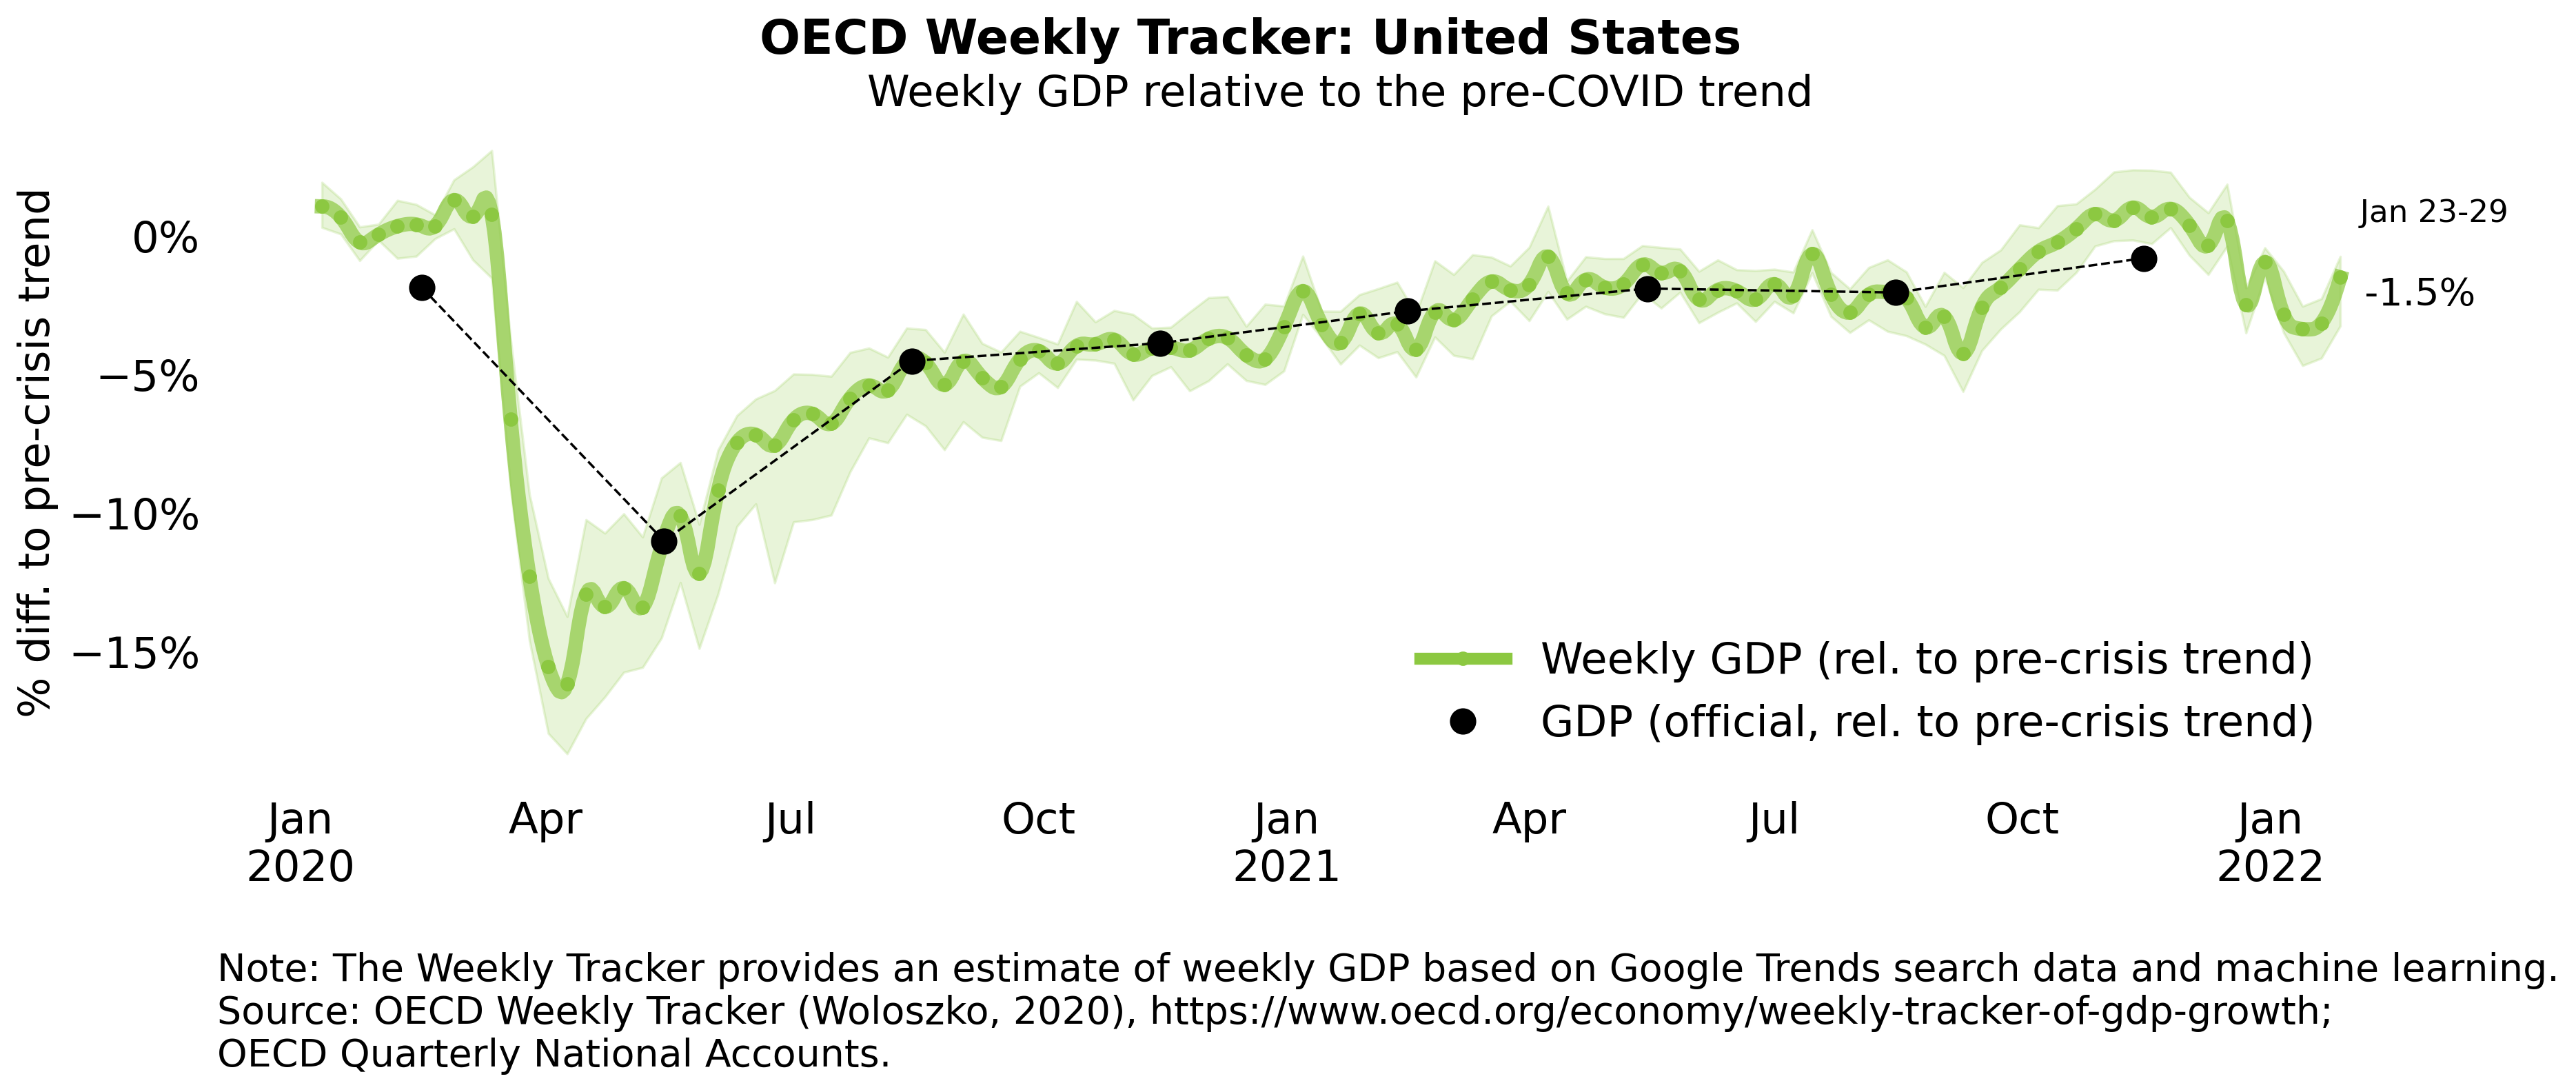 OECD Weekly Tracker: United States
Weekly GDP relative to the pre-COVID trend
% diff. to pre-crisis trend
0%
−5%
−10%
−15%
Jan 23-29
-1.5%
Weekly GDP (rel. to pre-crisis trend)
GDP (official, rel. to pre-crisis trend)
Jan Apr Jul Oct Jan Apr Jul Oct Jan
2020 2021 2022
Note: The Weekly Tracker provides an estimate of weekly GDP based on Google Trends search data and machine learning.
Source: OECD Weekly Tracker (Woloszko, 2020), https://www.oecd.org/economy/weekly-tracker-of-gdp-growth;
OECD Quarterly National Accounts.